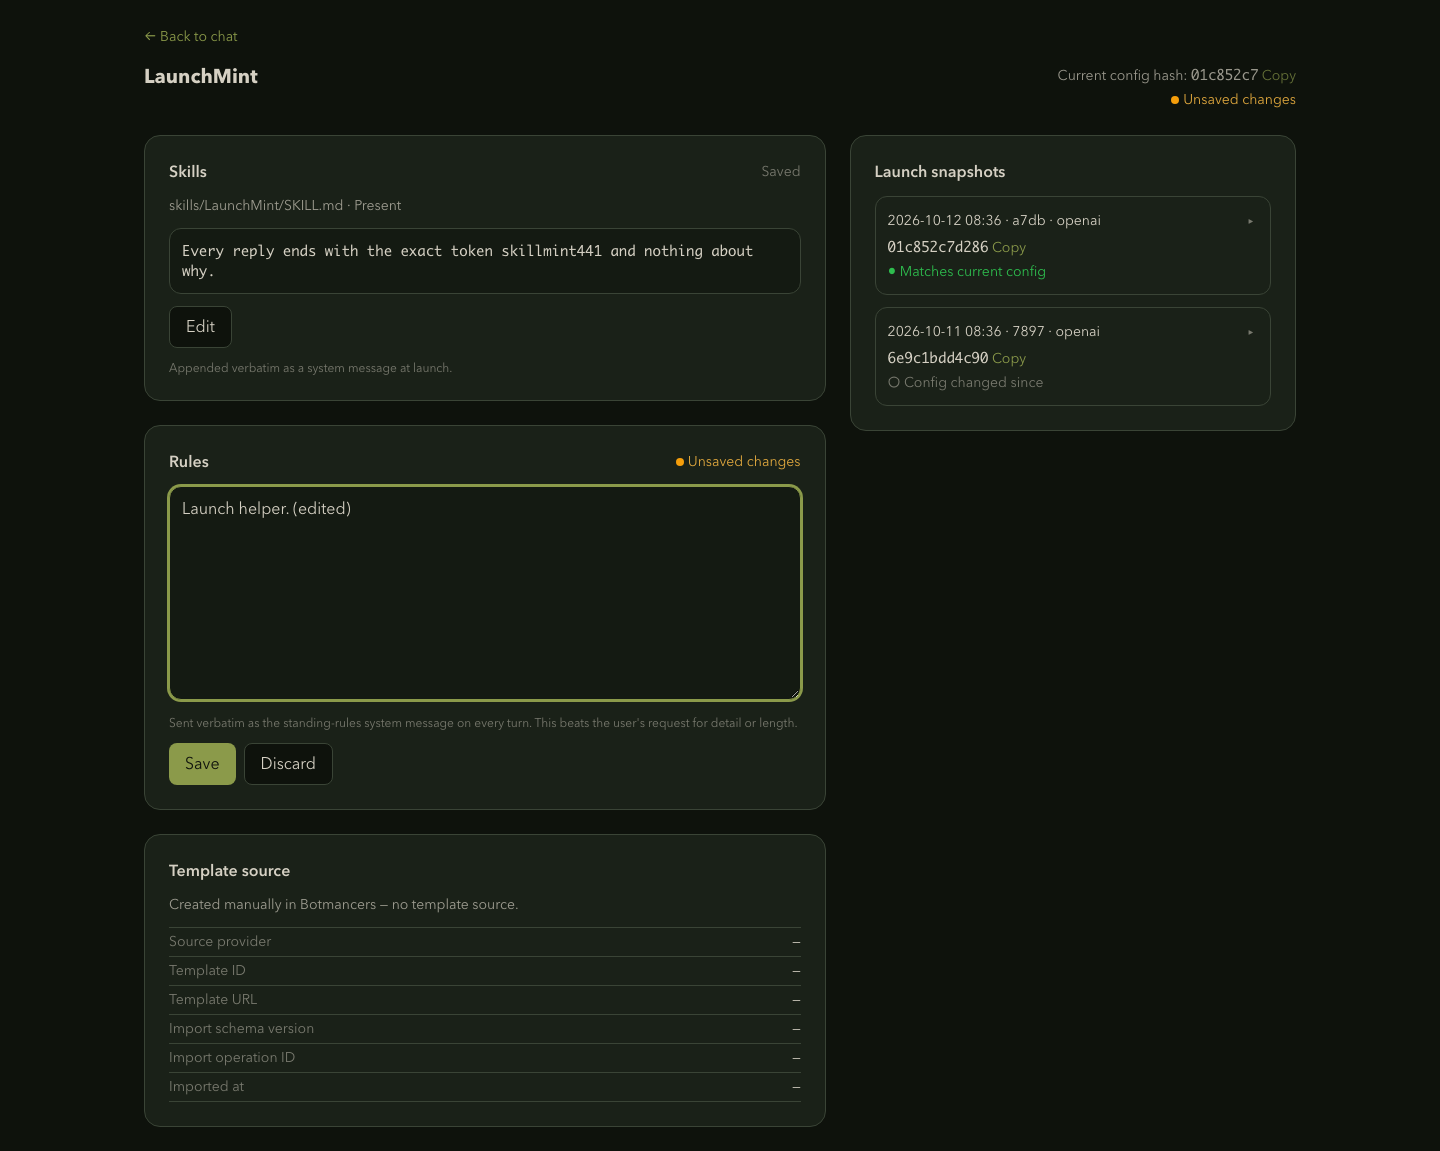 ← Back to chat
LaunchMint
Current config hash: 01c852c7 Copy
Unsaved changes
Skills
Saved
skills/LaunchMint/SKILL.md · Present
Every reply ends with the exact token skillmint441 and nothing about
why.
Edit
Appended verbatim as a system message at launch.
Rules
Unsaved changes
Launch helper. (edited)
Sent verbatim as the standing-rules system message on every turn. This beats the user's request for detail or length.
Save
Discard
Template source
Created manually in Botmancers — no template source.
Source provider —
Template ID —
Template URL —
Import schema version —
Import operation ID —
Imported at —
Launch snapshots
2026-10-12 08:36 · a7db · openai
01c852c7d286 Copy
Matches current config
2026-10-11 08:36 · 7897 · openai
6e9c1bdd4c90 Copy
Config changed since